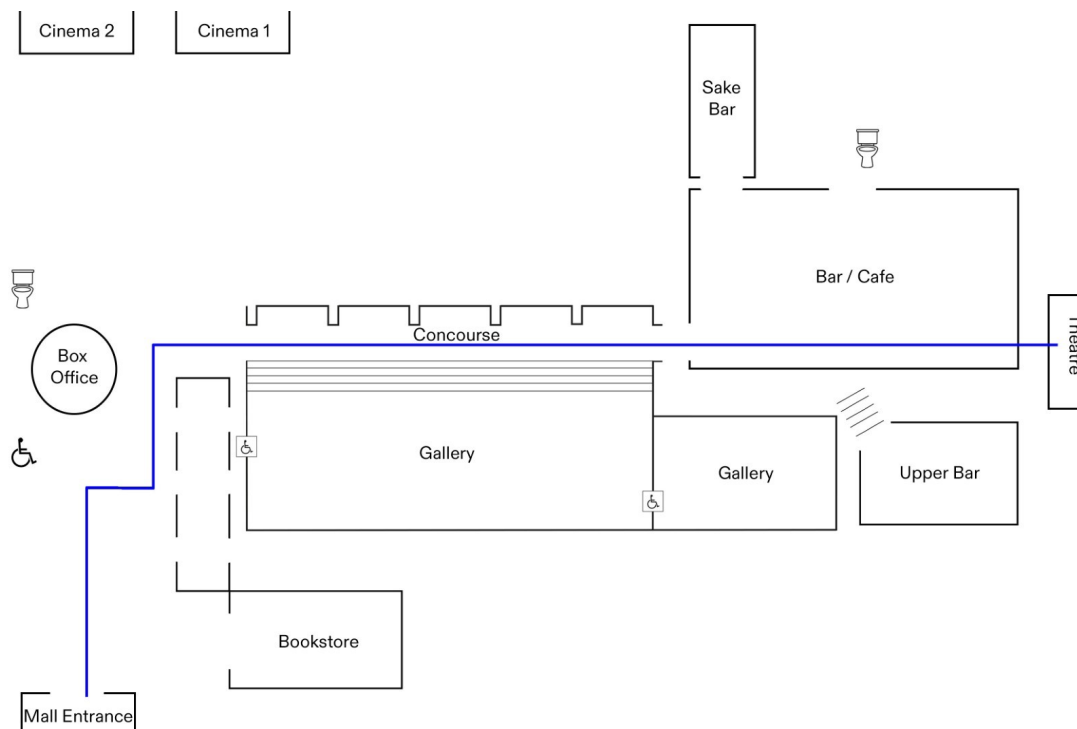 Cinema 2
Cinema 1
Sake
Bar
Bar / Cafe
Theatre
Concourse
Box
Office
Gallery
Gallery
Upper Bar
Bookstore
Mall Entrance